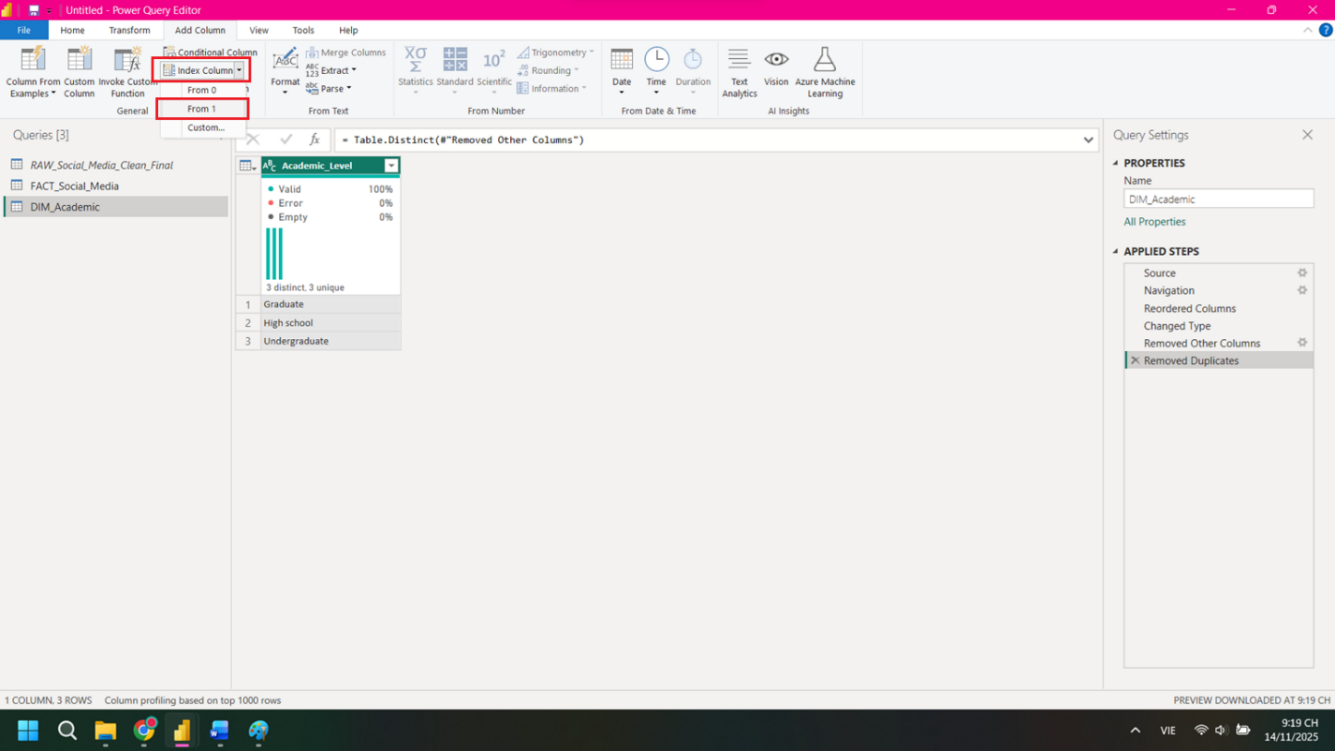 Untitled - Power Query Editor
File Home Transform Add Column View Tools Help
Column From Examples
Custom Column
Invoke Custom Function
Conditional Column
Index Column
From 0
From 1
Custom...
General
Format
Merge Columns
ABC 123 Extract
abc Parse
From Text
Statistics
Standard
10² Scientific
Trigonometry
Rounding
Information
From Number
Date
Time
Duration
From Date & Time
Text Analytics
Vision
Azure Machine Learning
AI Insights
Queries [3]
RAW_Social_Media_Clean_Final
FACT_Social_Media
DIM_Academic
fx = Table.Distinct(#"Removed Other Columns")
Academic_Level
Valid 100%
Error 0%
Empty 0%
3 distinct, 3 unique
1 Graduate
2 High school
3 Undergraduate
Query Settings
PROPERTIES
Name
DIM_Academic
All Properties
APPLIED STEPS
Source
Navigation
Reordered Columns
Changed Type
Removed Other Columns
Removed Duplicates
1 COLUMN, 3 ROWS Column profiling based on top 1000 rows
PREVIEW DOWNLOADED AT 9:19 CH
VIE
9:19 CH
14/11/2025